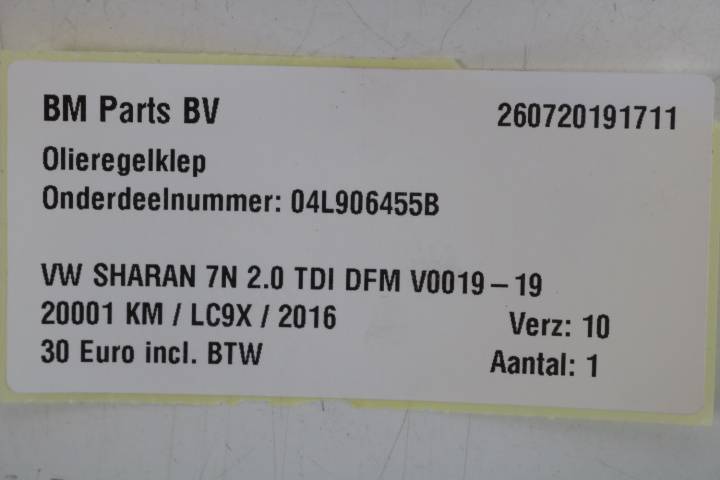 BM Parts BV 260720191711
Olieregelklep
Onderdeelnummer: 04L906455B
VW SHARAN 7N 2.0 TDI DFM V0019-19
20001 KM / LC9X / 2016 Verz: 10
30 Euro incl. BTW Aantal: 1